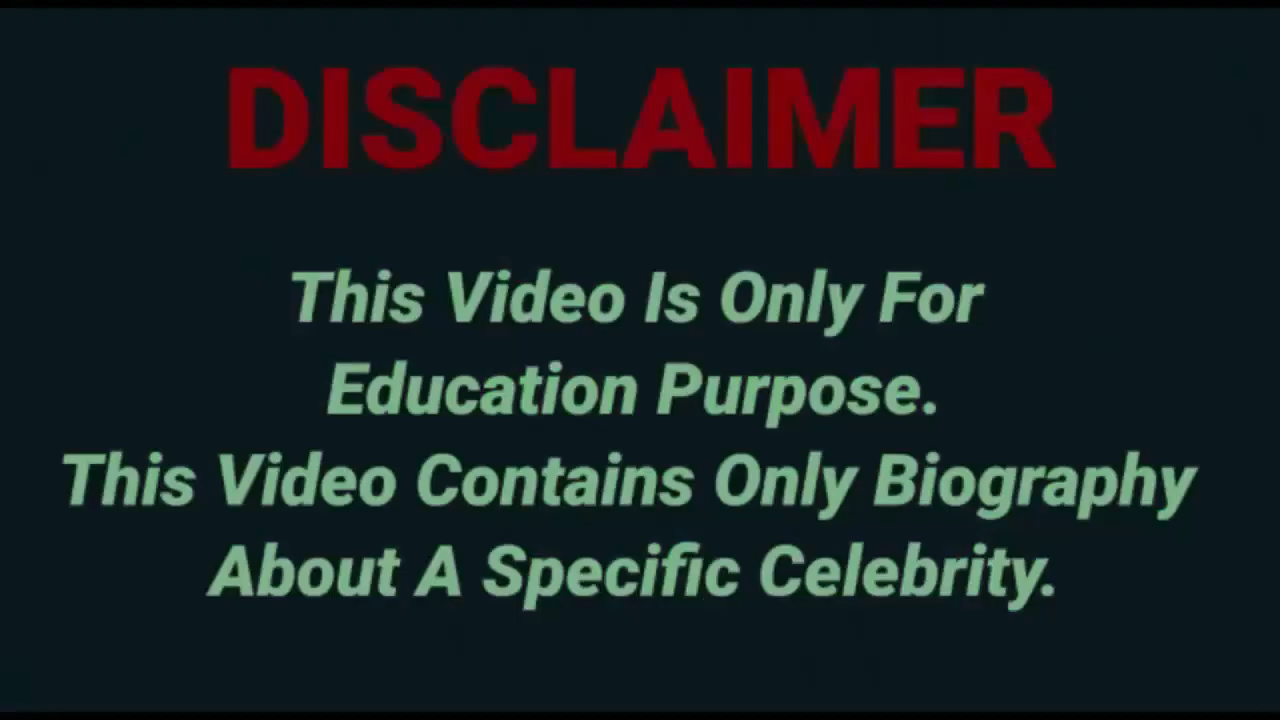 DISCLAIMER
This Video Is Only For
Education Purpose.
This Video Contains Only Biography
About A Specific Celebrity.